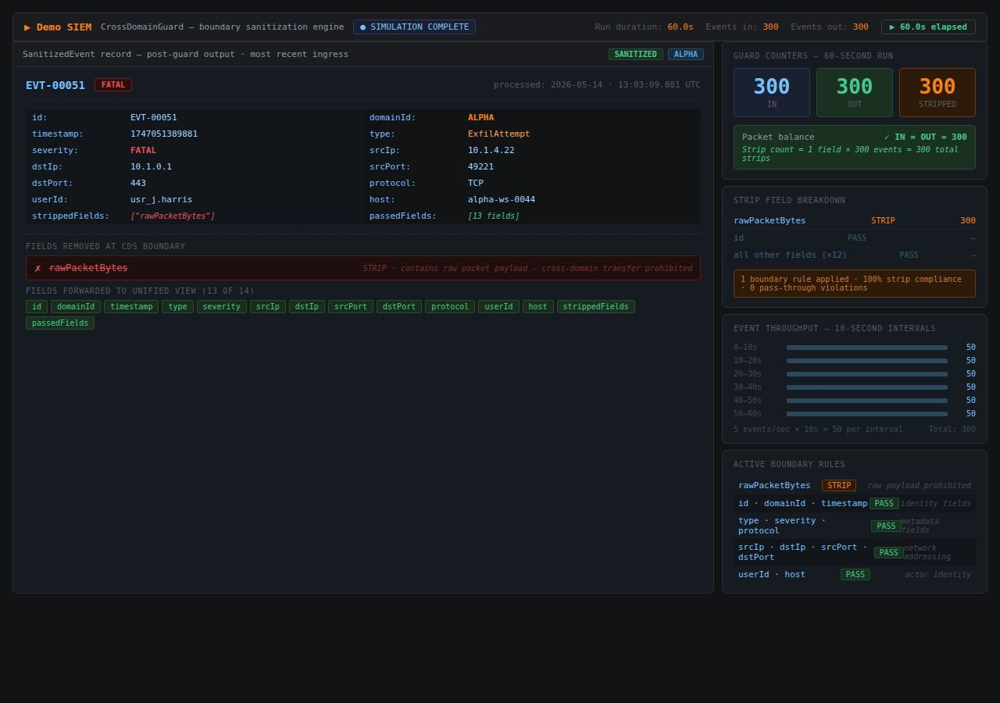 ▶ Demo SIEM CrossDomainGuard — boundary sanitization engine ● SIMULATION COMPLETE Run duration: 60.0s Events in: 300 Events out: 300 ▶ 60.0s elapsed
SanitizedEvent record — post-guard output · most recent ingress SANITIZED ALPHA
EVT-00051 FATAL processed: 2026-05-14 · 13:03:09.881 UTC
id: EVT-00051 domainId: ALPHA
timestamp: 1747051389881 type: ExfilAttempt
severity: FATAL srcIp: 10.1.4.22
dstIp: 10.1.0.1 srcPort: 49221
dstPort: 443 protocol: TCP
userId: usr_j.harris host: alpha-ws-0044
strippedFields: ["rawPacketBytes"] passedFields: [13 fields]
FIELDS REMOVED AT CDS BOUNDARY
✗ rawPacketBytes STRIP · contains raw packet payload — cross-domain transfer prohibited
FIELDS FORWARDED TO UNIFIED VIEW (13 OF 14)
id domainId timestamp type severity srcIp dstIp srcPort dstPort protocol userId host strippedFields
passedFields
GUARD COUNTERS — 60-SECOND RUN
300 300 300
IN OUT STRIPPED
Packet balance ✓ IN = OUT = 300
Strip count = 1 field × 300 events = 300 total
strips
STRIP FIELD BREAKDOWN
rawPacketBytes STRIP 300
id PASS —
all other fields (×12) PASS —
1 boundary rule applied · 100% strip compliance
· 0 pass-through violations
EVENT THROUGHPUT — 10-SECOND INTERVALS
0–10s 50
10–20s 50
20–30s 50
30–40s 50
40–50s 50
50–60s 50
5 events/sec × 10s = 50 per interval Total: 300
ACTIVE BOUNDARY RULES
rawPacketBytes STRIP raw payload prohibited
id · domainId · timestamp PASS identity fields
type · severity ·
protocol PASS metadata
fields
srcIp · dstIp · srcPort ·
dstPort PASS network
addressing
userId · host PASS actor identity